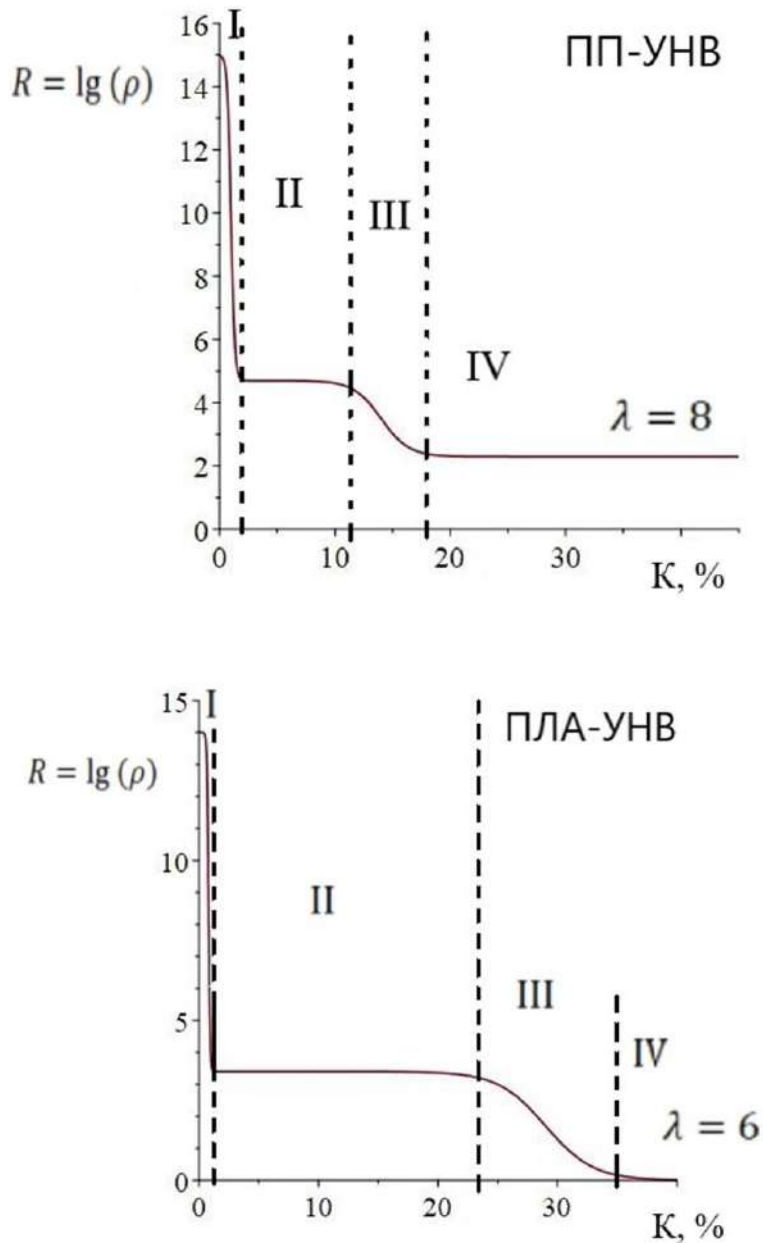 16
I
ПП-УНВ
R = lg (ρ)
14
12
II
III
10
8
6
IV
4
λ = 8
2
0
0 10 20 30
К, %
15
I
ПЛА-УНВ
R = lg (ρ)
10
II
III
5
IV
λ = 6
0
0 10 20 30
К, %